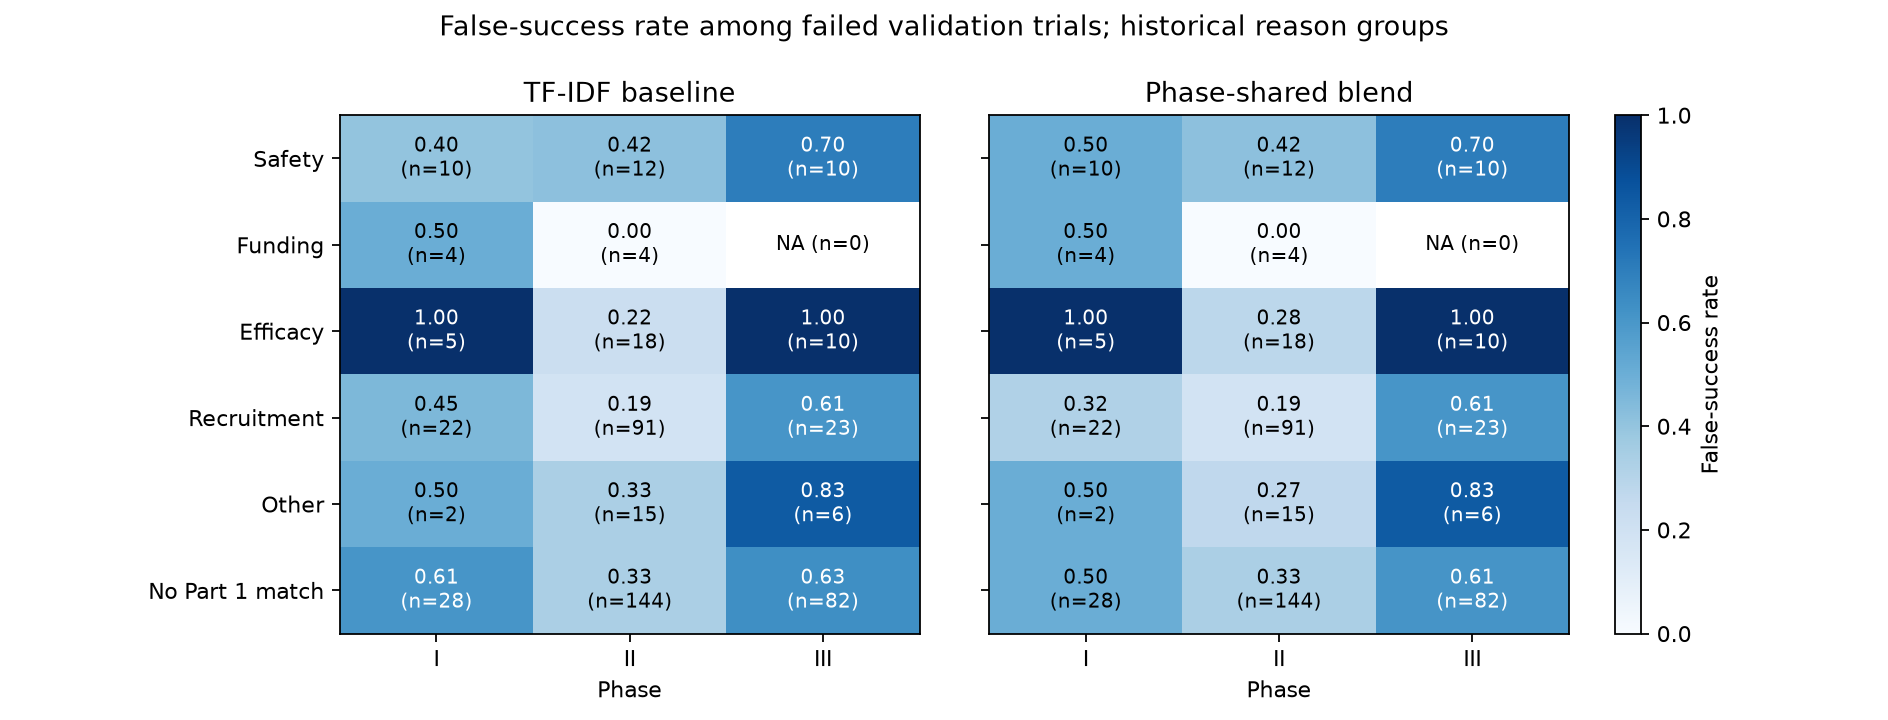 False-success rate among failed validation trials; historical reason groups
TF-IDF baseline
Safety
0.40
(n=10)
0.42
(n=12)
0.70
(n=10)
Funding
0.50
(n=4)
0.00
(n=4)
NA (n=0)
Efficacy
1.00
(n=5)
0.22
(n=18)
1.00
(n=10)
Recruitment
0.45
(n=22)
0.19
(n=91)
0.61
(n=23)
Other
0.50
(n=2)
0.33
(n=15)
0.83
(n=6)
No Part 1 match
0.61
(n=28)
0.33
(n=144)
0.63
(n=82)
I
II
III
Phase
Phase-shared blend
0.50
(n=10)
0.42
(n=12)
0.70
(n=10)
0.50
(n=4)
0.00
(n=4)
NA (n=0)
1.00
(n=5)
0.28
(n=18)
1.00
(n=10)
0.32
(n=22)
0.19
(n=91)
0.61
(n=23)
0.50
(n=2)
0.27
(n=15)
0.83
(n=6)
0.50
(n=28)
0.33
(n=144)
0.61
(n=82)
I
II
III
Phase
1.0
0.8
0.6
0.4
0.2
0.0
False-success rate